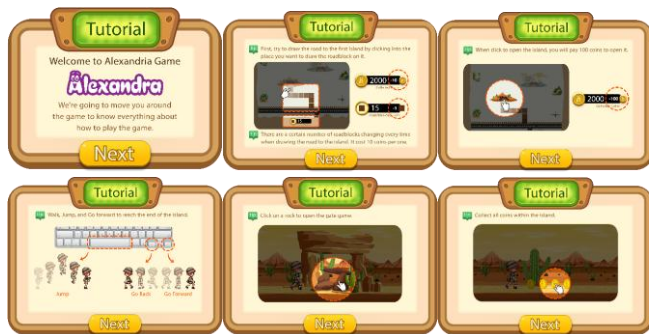 Tutorial
Welcome to Alexandria Game
Alexandra
We're going to move you around
the game to know everything about
how to play the game.
Next
Tutorial
First, try to draw the road to the first island by clicking into the
place you want to draw the roadblock on it.
2000
15
15
There are a certain number of roadblocks changing every time
when drawing the road to the island. It cost 10 coins per one.
Next
Tutorial
When click to open the island, you will pay 100 coins to open it.
2000
-100
Next
Tutorial
Walk, Jump, and Go forward to reach the end of the island.
Jump
Go Back
Go Forward
Next
Tutorial
Click on a rock to open the gate game.
Next
Tutorial
Collect all coins within the island.
Next